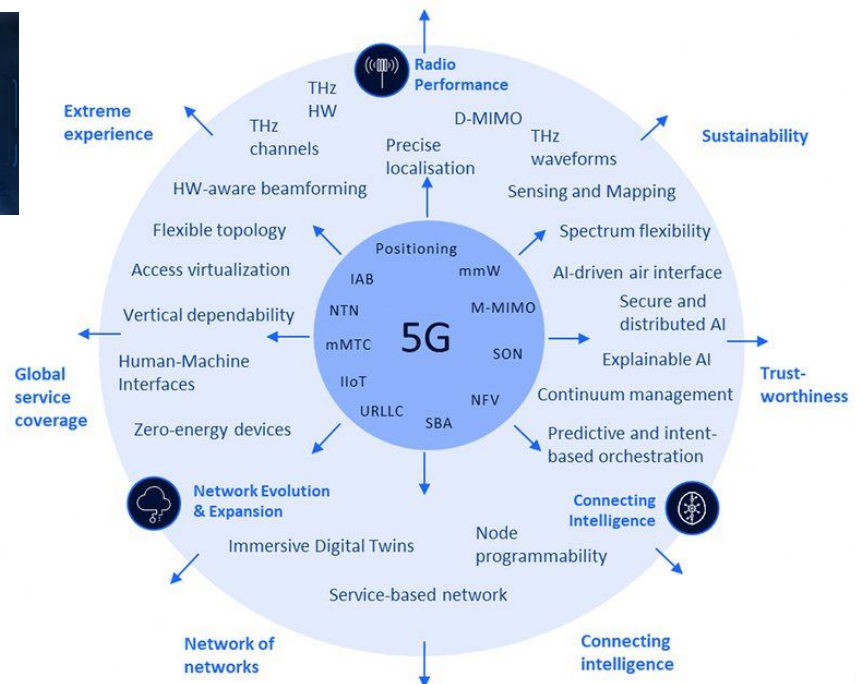 Radio
Performance
Extreme
experience
THz
HW
D-MIMO
THz
channels
THz
waveforms
Sustainability
Precise
localisation
HW-aware beamforming
Sensing and Mapping
Flexible topology
Spectrum flexibility
Positioning
Access virtualization
IAB
mmW
AI-driven air interface
NTN
M-MIMO
Secure and
distributed AI
Vertical dependability
mMTC
5G
SON
Explainable AI
Human-Machine
Interfaces
Global
service
coverage
Trust-
worthiness
IIoT
NFV
Continuum management
URLLC
SBA
Zero-energy devices
Predictive and intent-
based orchestration
Network Evolution
& Expansion
Connecting
Intelligence
Immersive Digital Twins
Node
programmability
Service-based network
Network of
networks
Connecting
intelligence